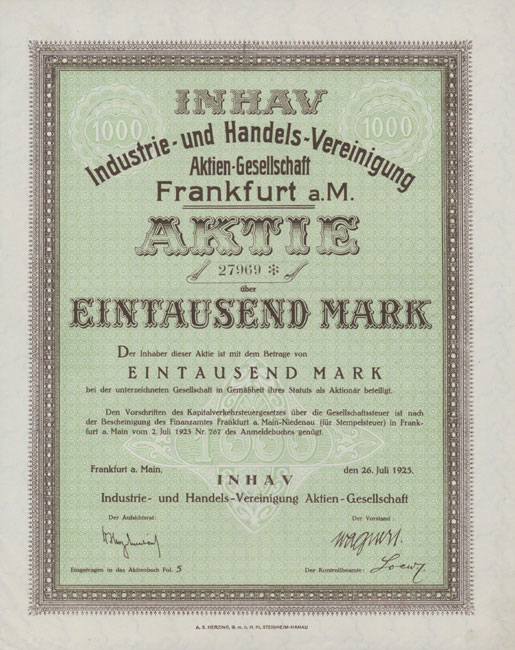 INHAV
1000
1000
Industrie- und Handels-Vereinigung
Aktien-Gesellschaft
Frankfurt a.M.
AKTIE
27969 *
über
EINTAUSEND MARK
Der Inhaber dieser Aktie ist mit dem Betrage von
EINTAUSEND MARK
bei der unterzeichneten Gesellschaft in Gemäßheit ihres Statuts als Aktionär beteiligt.
Den Vorschriften des Kapitalverkehrsteuergesetzes über die Gesellschaftssteuer ist nach
der Bescheinigung des Finanzamtes Frankfurt a. Main-Niedenau (für Stempelsteuer) in Frank-
furt a. Main vom 2. Juli 1923 Nr. 767 des Anmeldebuches genügt.
1000
Frankfurt a. Main, den 26. Juli 1923.
INHAV
Industrie- und Handels-Vereinigung Aktien-Gesellschaft
Der Aufsichtsrat: Der Vorstand:
Wagner.
Eingetragen in das Aktienbuch Fol. 5 Der Kontrollbeamte: Loew
A. S. HERZING, G. m. b. H. KL. STEINHEIM-HANAU